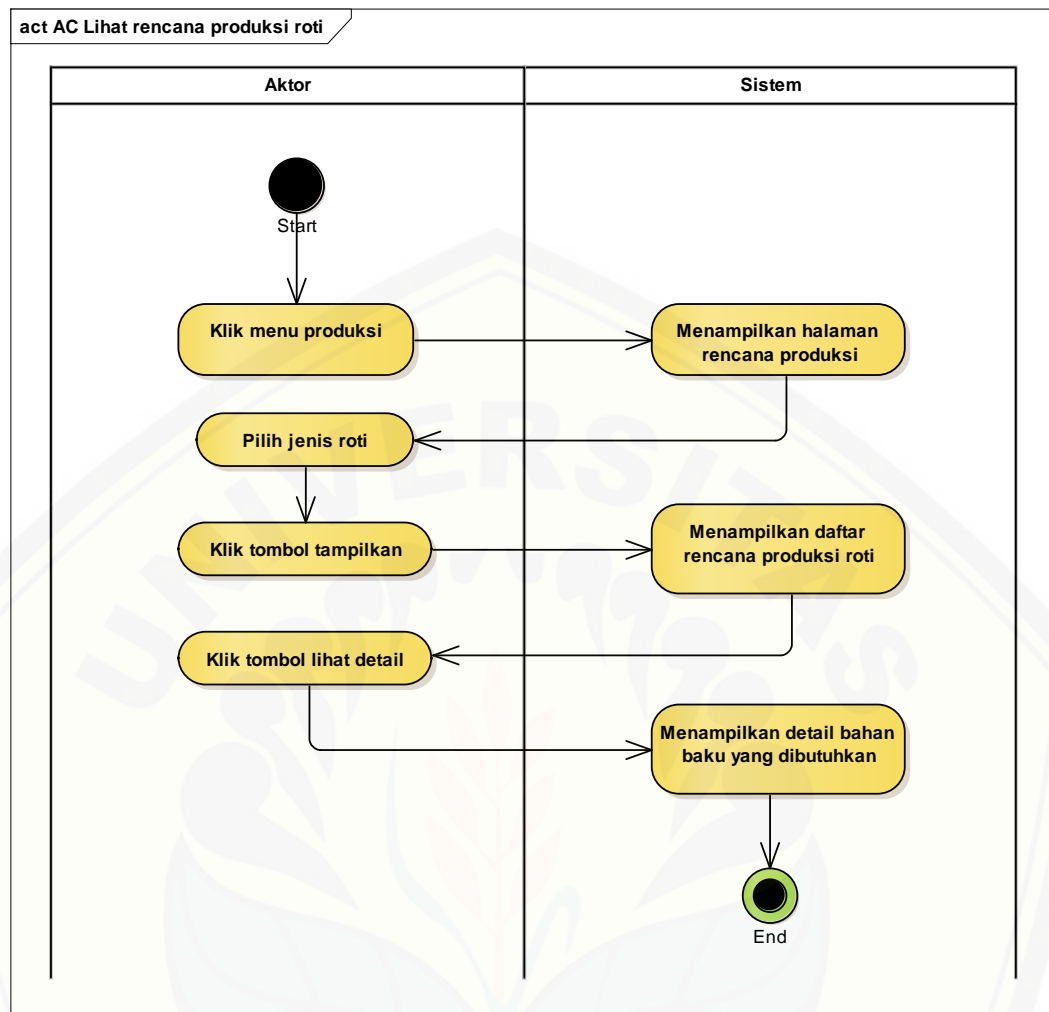 act AC Lihat rencana produksi roti
Aktor
Sistem
Start
Klik menu produksi
Menampilkan halaman
rencana produksi
Pilih jenis roti
Klik tombol tampilkan
Menampilkan daftar
rencana produksi roti
Klik tombol lihat detail
Menampilkan detail bahan
baku yang dibutuhkan
End
UNIVERSITAS